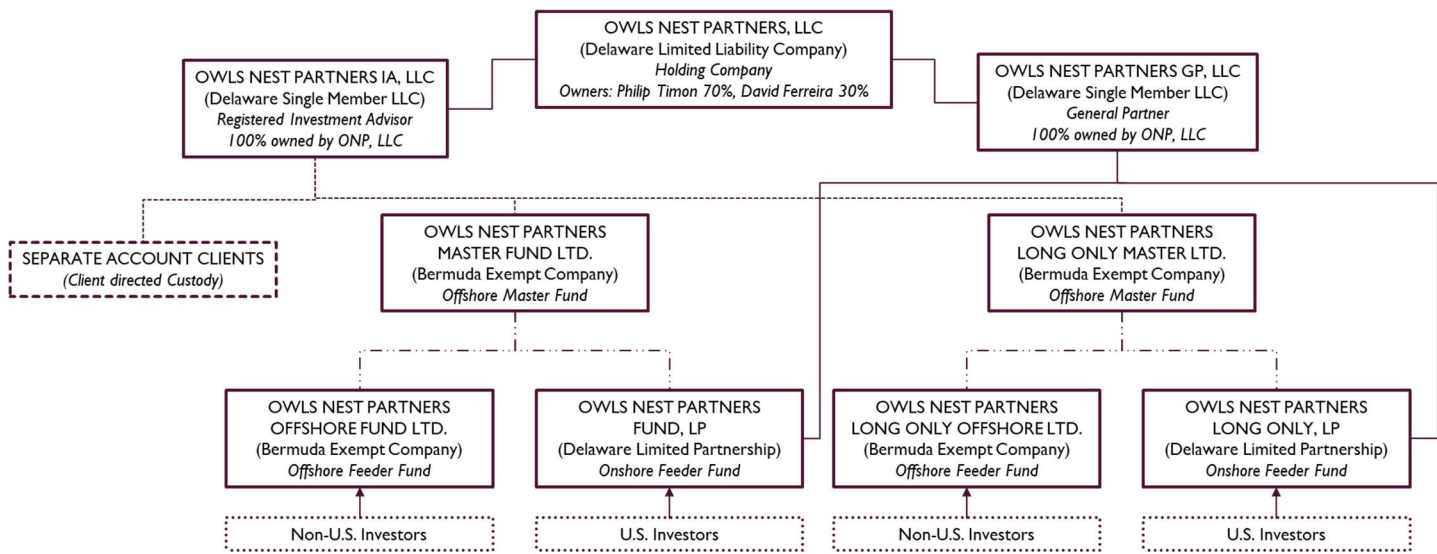 OWLS NEST PARTNERS, LLC
(Delaware Limited Liability Company)
Holding Company
Owners: Philip Timon 70%, David Ferreira 30%
OWLS NEST PARTNERS IA, LLC
(Delaware Single Member LLC)
Registered Investment Advisor
100% owned by ONP, LLC
OWLS NEST PARTNERS GP, LLC
(Delaware Single Member LLC)
General Partner
100% owned by ONP, LLC
SEPARATE ACCOUNT CLIENTS
(Client directed Custody)
OWLS NEST PARTNERS
MASTER FUND LTD.
(Bermuda Exempt Company)
Offshore Master Fund
OWLS NEST PARTNERS
LONG ONLY MASTER LTD.
(Bermuda Exempt Company)
Offshore Master Fund
OWLS NEST PARTNERS
OFFSHORE FUND LTD.
(Bermuda Exempt Company)
Offshore Feeder Fund
OWLS NEST PARTNERS
FUND, LP
(Delaware Limited Partnership)
Onshore Feeder Fund
OWLS NEST PARTNERS
LONG ONLY OFFSHORE LTD.
(Bermuda Exempt Company)
Offshore Feeder Fund
OWLS NEST PARTNERS
LONG ONLY, LP
(Delaware Limited Partnership)
Onshore Feeder Fund
Non-U.S. Investors
U.S. Investors
Non-U.S. Investors
U.S. Investors